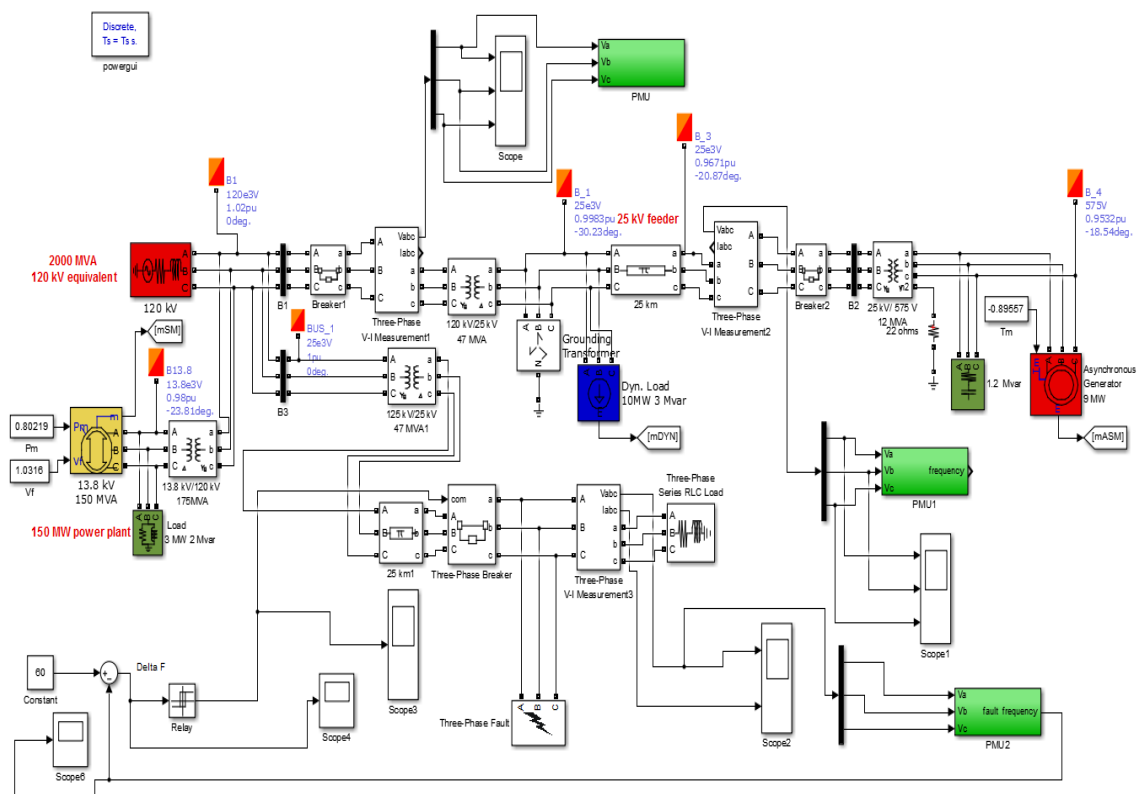 Discrete,
Ts = Ts s.
powergui
Va
Vb
Vc
PMU
Scope
B1
120e3V
1.02pu
0deg.
B_1
25e3V
0.9983pu
-30.23deg.
25 kV feeder
B_3
25e3V
0.9671pu
-20.87deg.
B_4
575V
0.9532pu
-18.54deg.
2000 MVA
120 kV equivalent
A
B
C
120 kV
B1
A
B
C
a
b
c
Breaker1
A
B
C
Vabc
Iabc
a
b
c
Three-Phase
V-I Measurement1
A
B
C
a
b
c
120 kV/25 kV
47 MVA
A
B
C
N
Grounding
Transformer
A
B
C
a
b
c
25 km
A
B
C
Dyn. Load
10MW 3 Mvar
[mDYN]
Vabc
Iabc
a
b
c
A
B
C
Three-Phase
V-I Measurement2
A
B
C
a
b
c
Breaker2
B2
A
B
C
a
b
c
n2
25 kV/ 575 V
12 MVA
22 ohms
A
B
C
1.2 Mvar
-0.89557
Tm
Tm
A
B
C
m
Asynchronous
Generator
9 MW
[mASM]
[mSM]
B13.8
13.8e3V
0.98pu
-23.81deg.
BUS_1
25e3V
1pu
0deg.
B3
A
B
C
a
b
c
125 kV/25 kV
47 MVA1
0.80219
Pm
1.0316
Vf
Pm
Vf
m
A
B
C
13.8 kV
150 MVA
A
B
C
a
b
c
13.8 kV/120 kV
175MVA
150 MW power plant
A
B
C
Load
3 MW 2 Mvar
A
B
C
a
b
c
25 km1
com
A
B
C
a
b
c
Three-Phase Breaker
A
B
C
Vabc
Iabc
a
b
c
Three-Phase
V-I Measurement3
Three-Phase
Series RLC Load
A
B
C
Va
Vb
Vc
frequency
PMU1
Scope1
60
Constant
Delta F
Relay
Scope4
Scope3
Scope6
A
B
C
Three-Phase Fault
Scope2
Va
Vb
Vc
fault frequency
PMU2